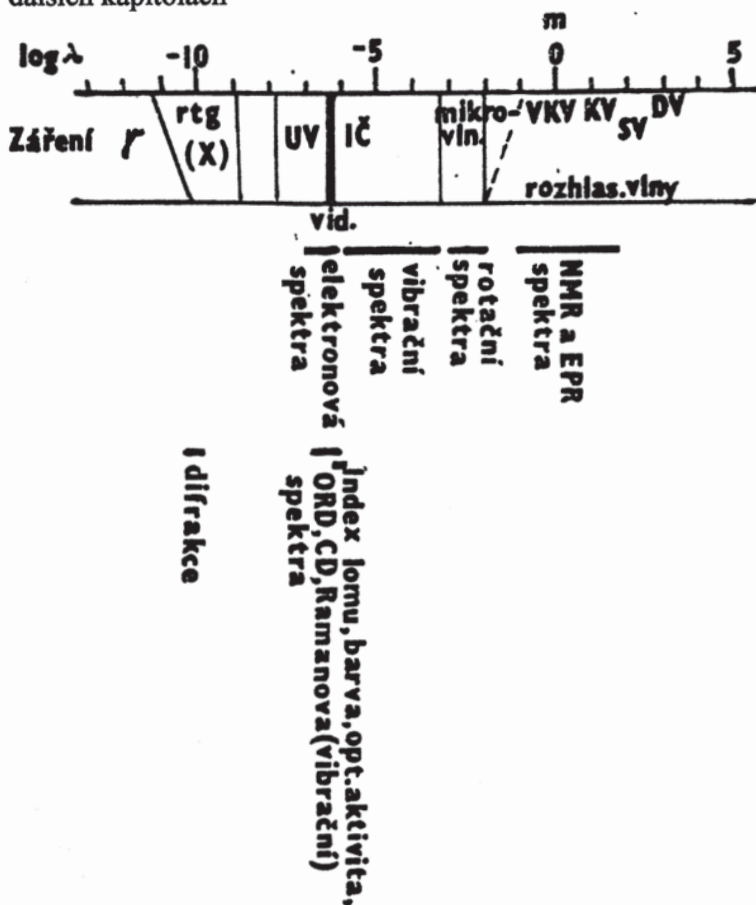 dalších kapitolách
m
log λ -10 -5 0 5
Záření γ rtg (X) UV IČ mikro- VKV KV SV DV
vln.
rozhlas.vlny
vid.
elektronová
spektra
vibrační
spektra
rotační
spektra
NMR a EPR
spektra
difrakce
Index lomu, barva, opt.aktivita,
ORD, CD, Ramanova (vibrační)
spektra